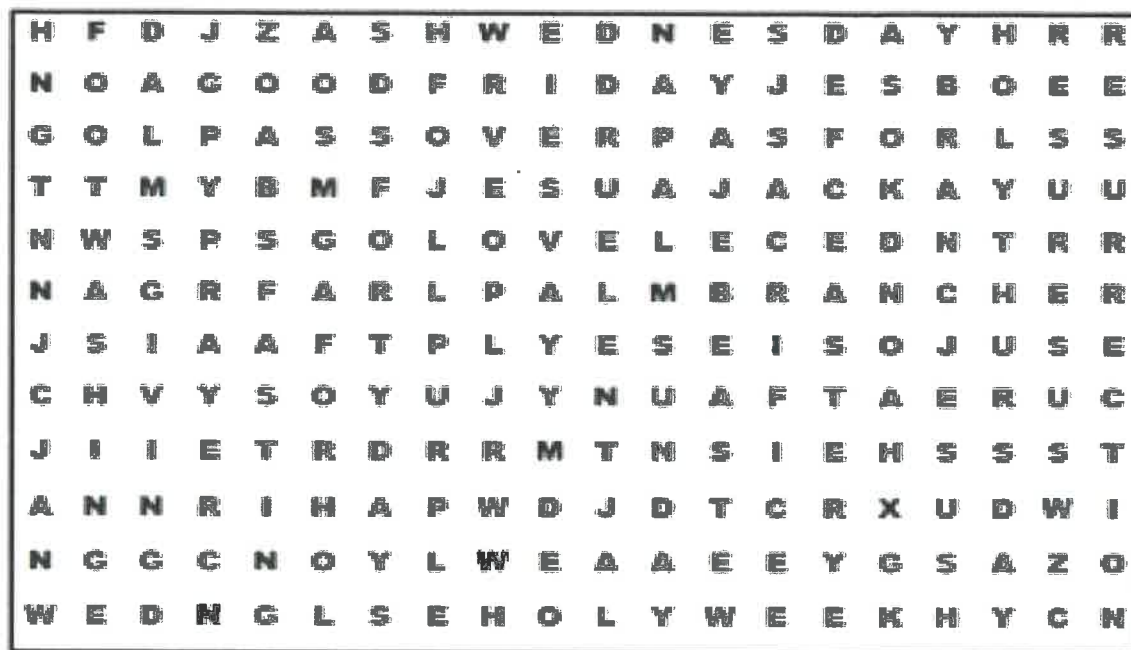 H F D J Z A S H W E D N E S D A Y H R R
N O A G O O D F R I D A Y J E S B O E E
G O L P A S S O V E R P A S F O R L S S
T T M Y B M F J E S U A J A C K A Y U U
N W S P S G O L O V E L E C E D N T R R
N A G R F A R L P A L M B R A N C H E R
J S I A A F T P L Y E S E I S O J U S E
C H V Y S O Y U J Y N U A F T A E R U C
J I I E T R D R R M T N S I E H S S S T
A N N R I H A P W D J D T C R X U D W I
N G G C N O Y L W E A A E E Y G S A Z O
W E D N G L S E H O L Y W E E K H Y C N